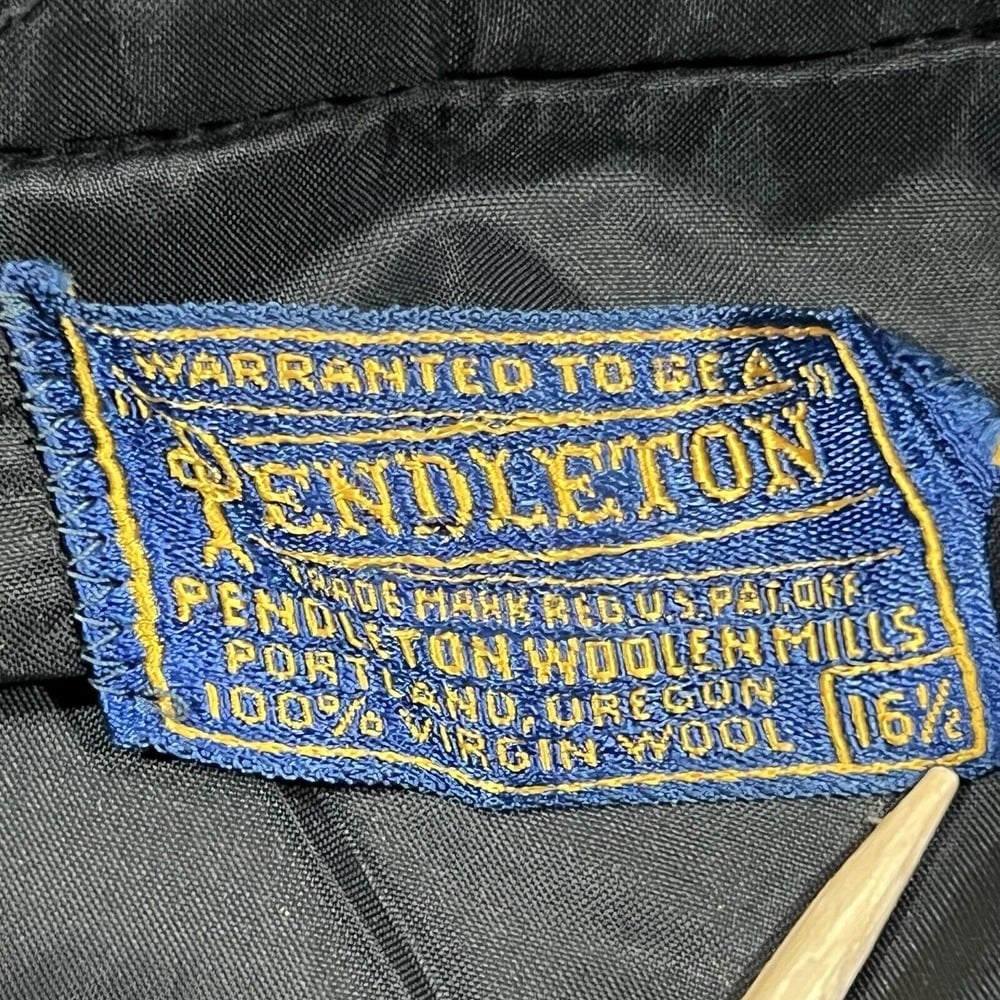 WARRANTED TO BE A
"PENDLETON"
TRADE MARK REG. U.S. PAT. OFF
PENDLETON WOOLEN MILLS
PORTLAND, OREGON
100% VIRGIN WOOL
16½